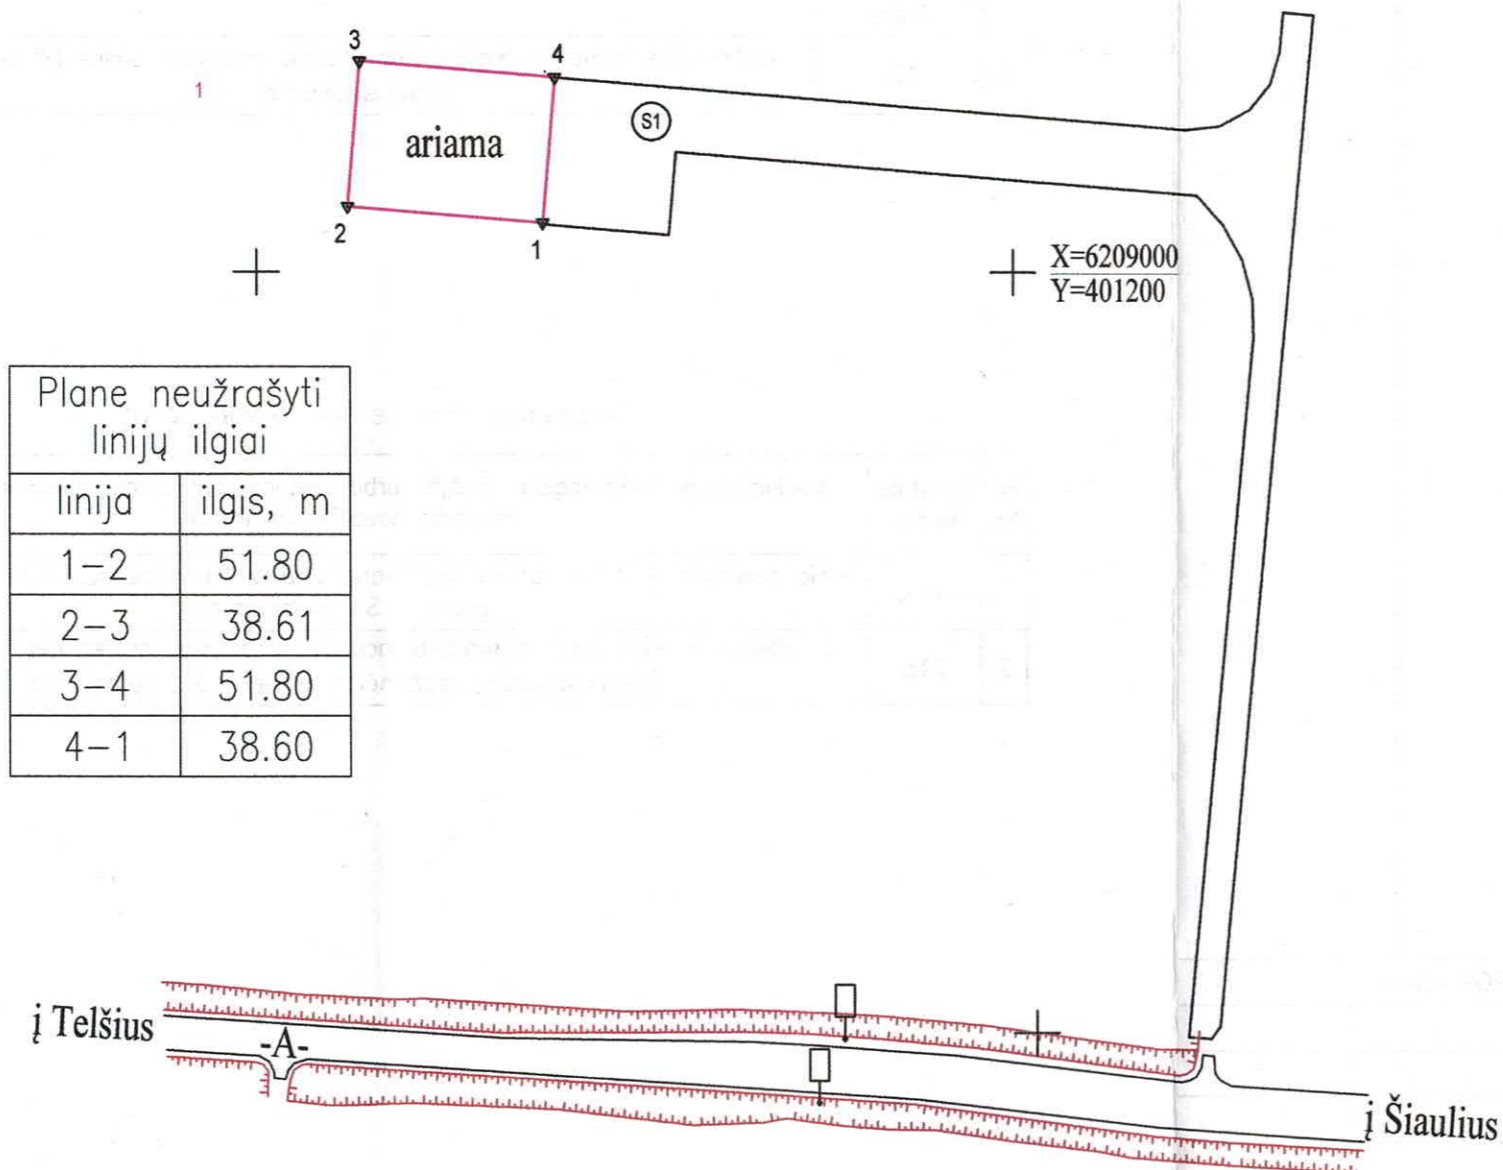 3
4
1
S1
ariama
2
1
X=6209000
Y=401200
Plane neužrašyti
linijų ilgiai
linija ilgis, m
1-2 51.80
2-3 38.61
3-4 51.80
4-1 38.60
į Telšius
-A-
į Šiaulius